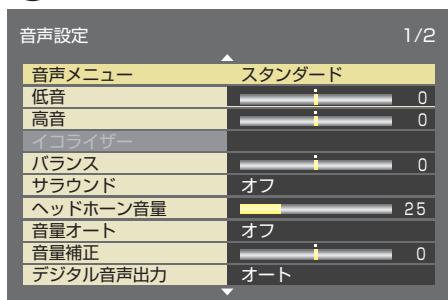 音声設定 1/2
音声メニュー スタンダード
低音 0
高音 0
イコライザー
バランス 0
サラウンド オフ
ヘッドホーン音量 25
音量オート オフ
音量補正 0
デジタル音声出力 オート